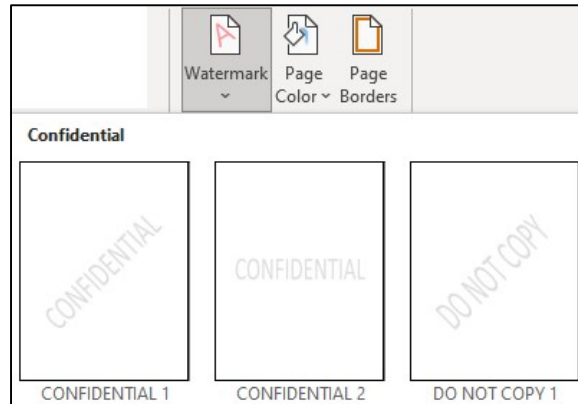 Watermark
Page
Color
Page
Borders
Confidential
CONFIDENTIAL
CONFIDENTIAL
DO NOT COPY
CONFIDENTIAL 1
CONFIDENTIAL 2
DO NOT COPY 1